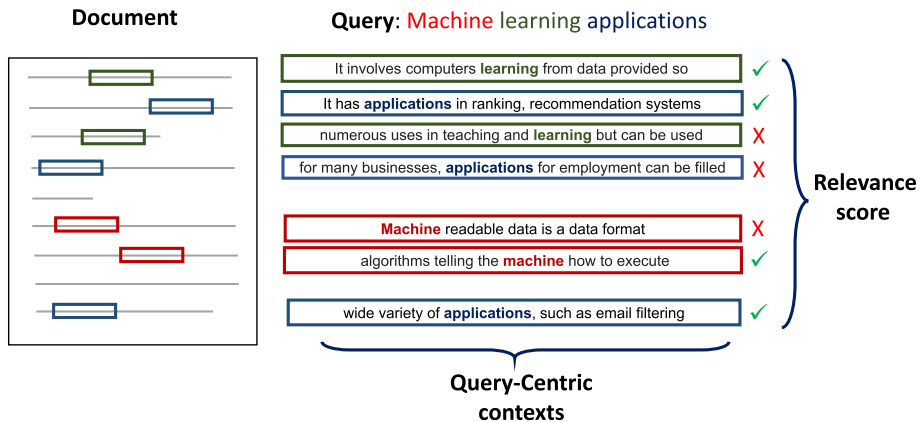 Document
Query: Machine learning applications
It involves computers learning from data provided so
It has applications in ranking, recommendation systems
numerous uses in teaching and learning but can be used
for many businesses, applications for employment can be filled
Machine readable data is a data format
algorithms telling the machine how to execute
wide variety of applications, such as email filtering
Relevance
score
Query-Centric
contexts